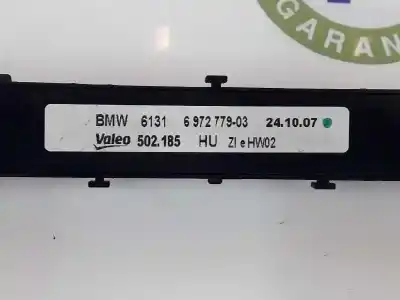 GARAN
BMW 6131 6 972 779-03 24.10.07
Valeo 502.185 HU ZI e HW02